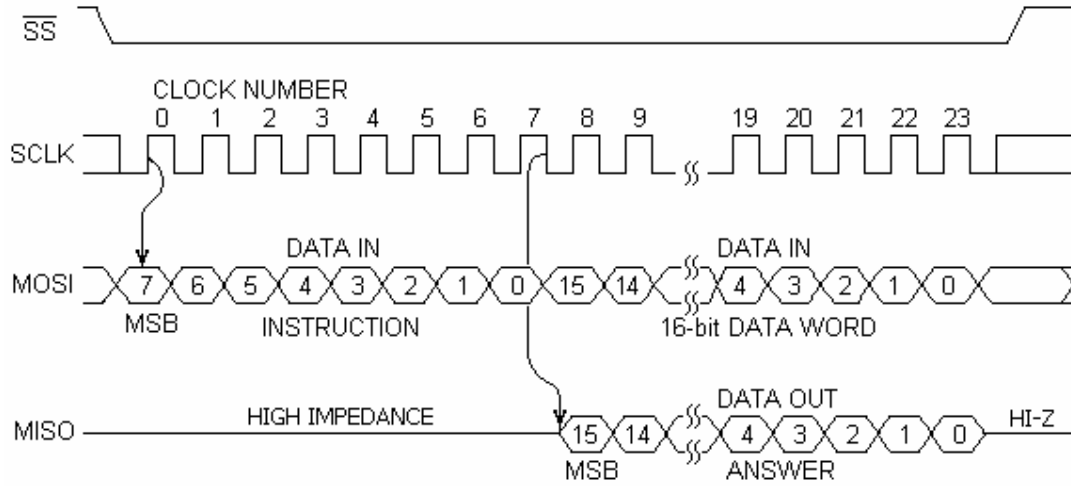 SS
CLOCK NUMBER
0 1 2 3 4 5 6 7 8 9 19 20 21 22 23
SCLK
DATA IN DATA IN
MOSI 7 6 5 4 3 2 1 0 15 14 4 3 2 1 0
MSB INSTRUCTION 16-bit DATA WORD
HIGH IMPEDANCE DATA OUT HI-Z
MISO 15 14 4 3 2 1 0
MSB ANSWER